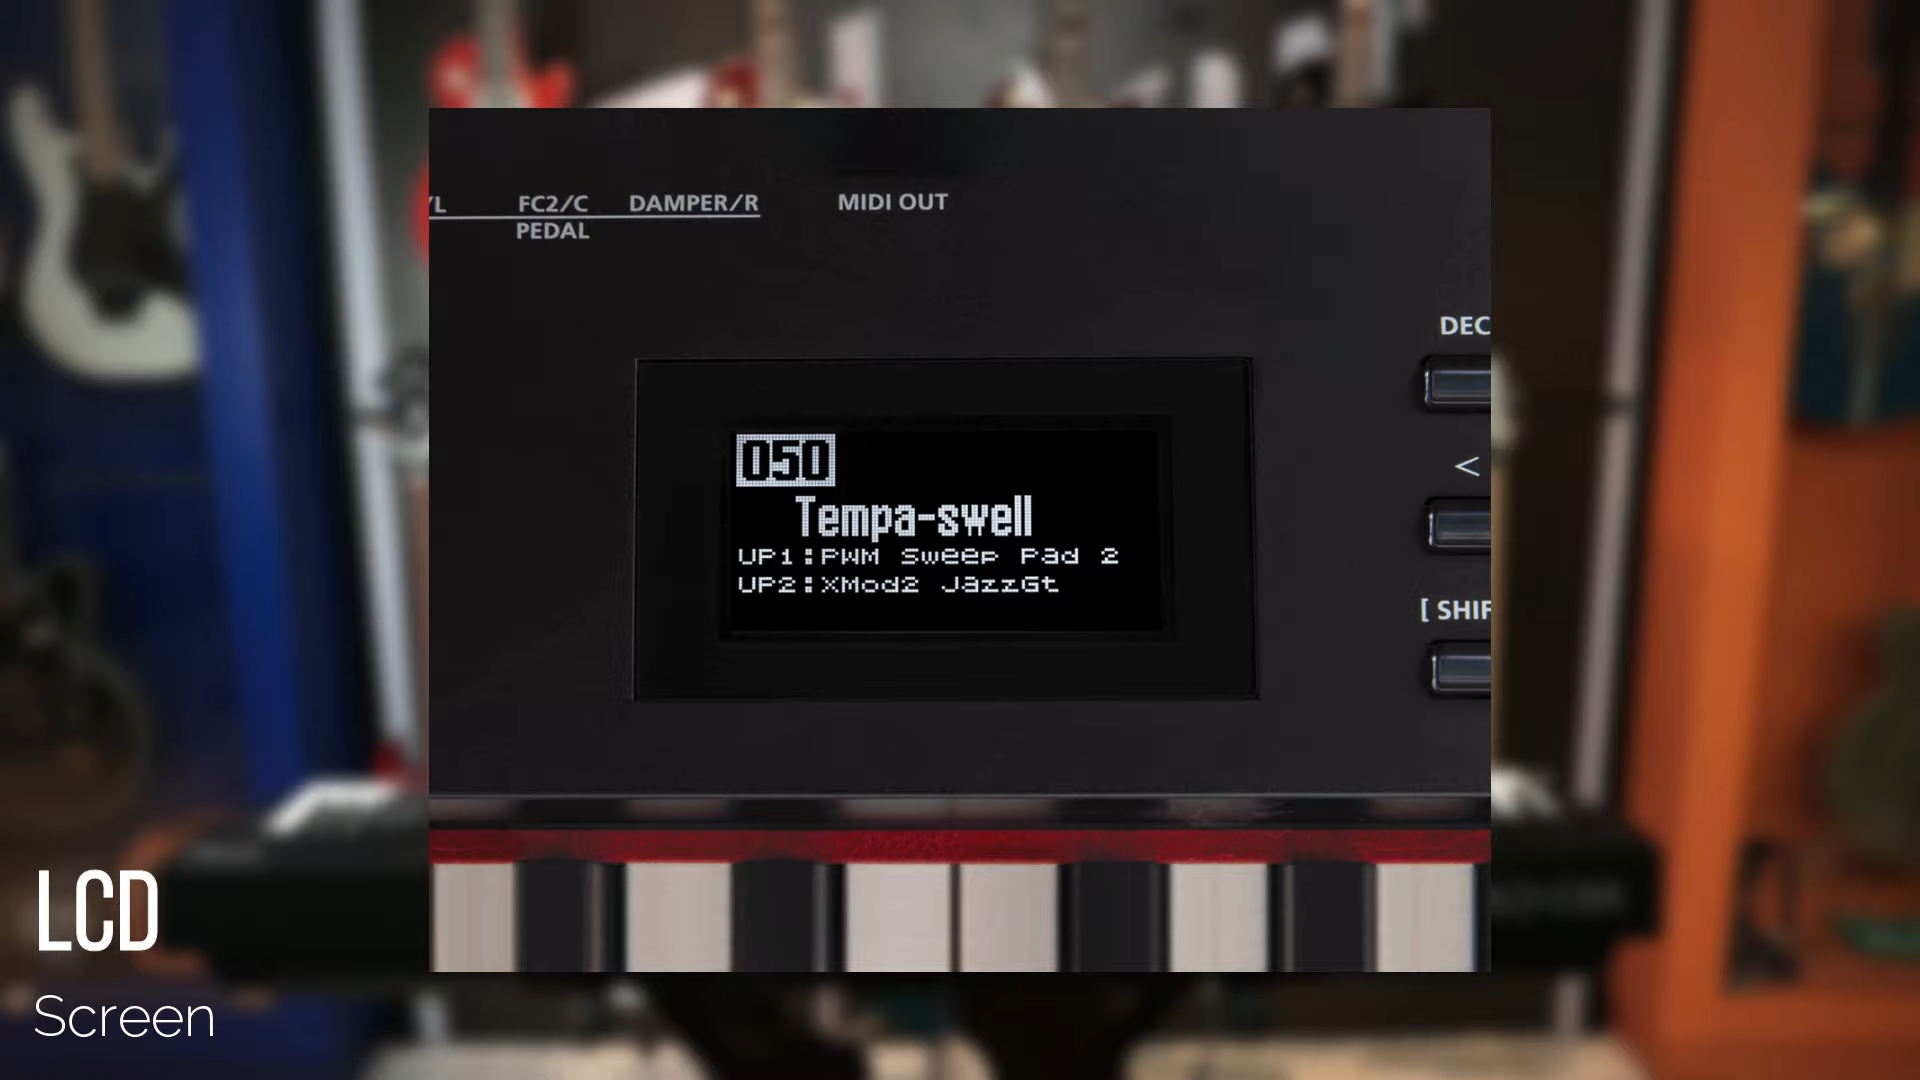 /L FC2/C DAMPER/R MIDI OUT
PEDAL
DEC
<
[ SHIF
050
Tempa-swell
UP1:PWM Sweep Pad 2
UP2:XMod2 JazzGt
LCD
Screen